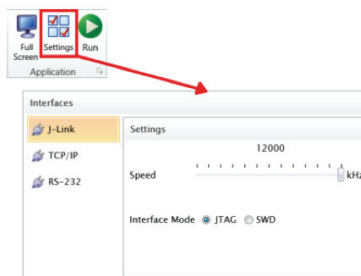 Full Screen Settings Run
Application
Interfaces
J-Link
TCP/IP
RS-232
Settings
12000
Speed kHz
Interface Mode JTAG SWD